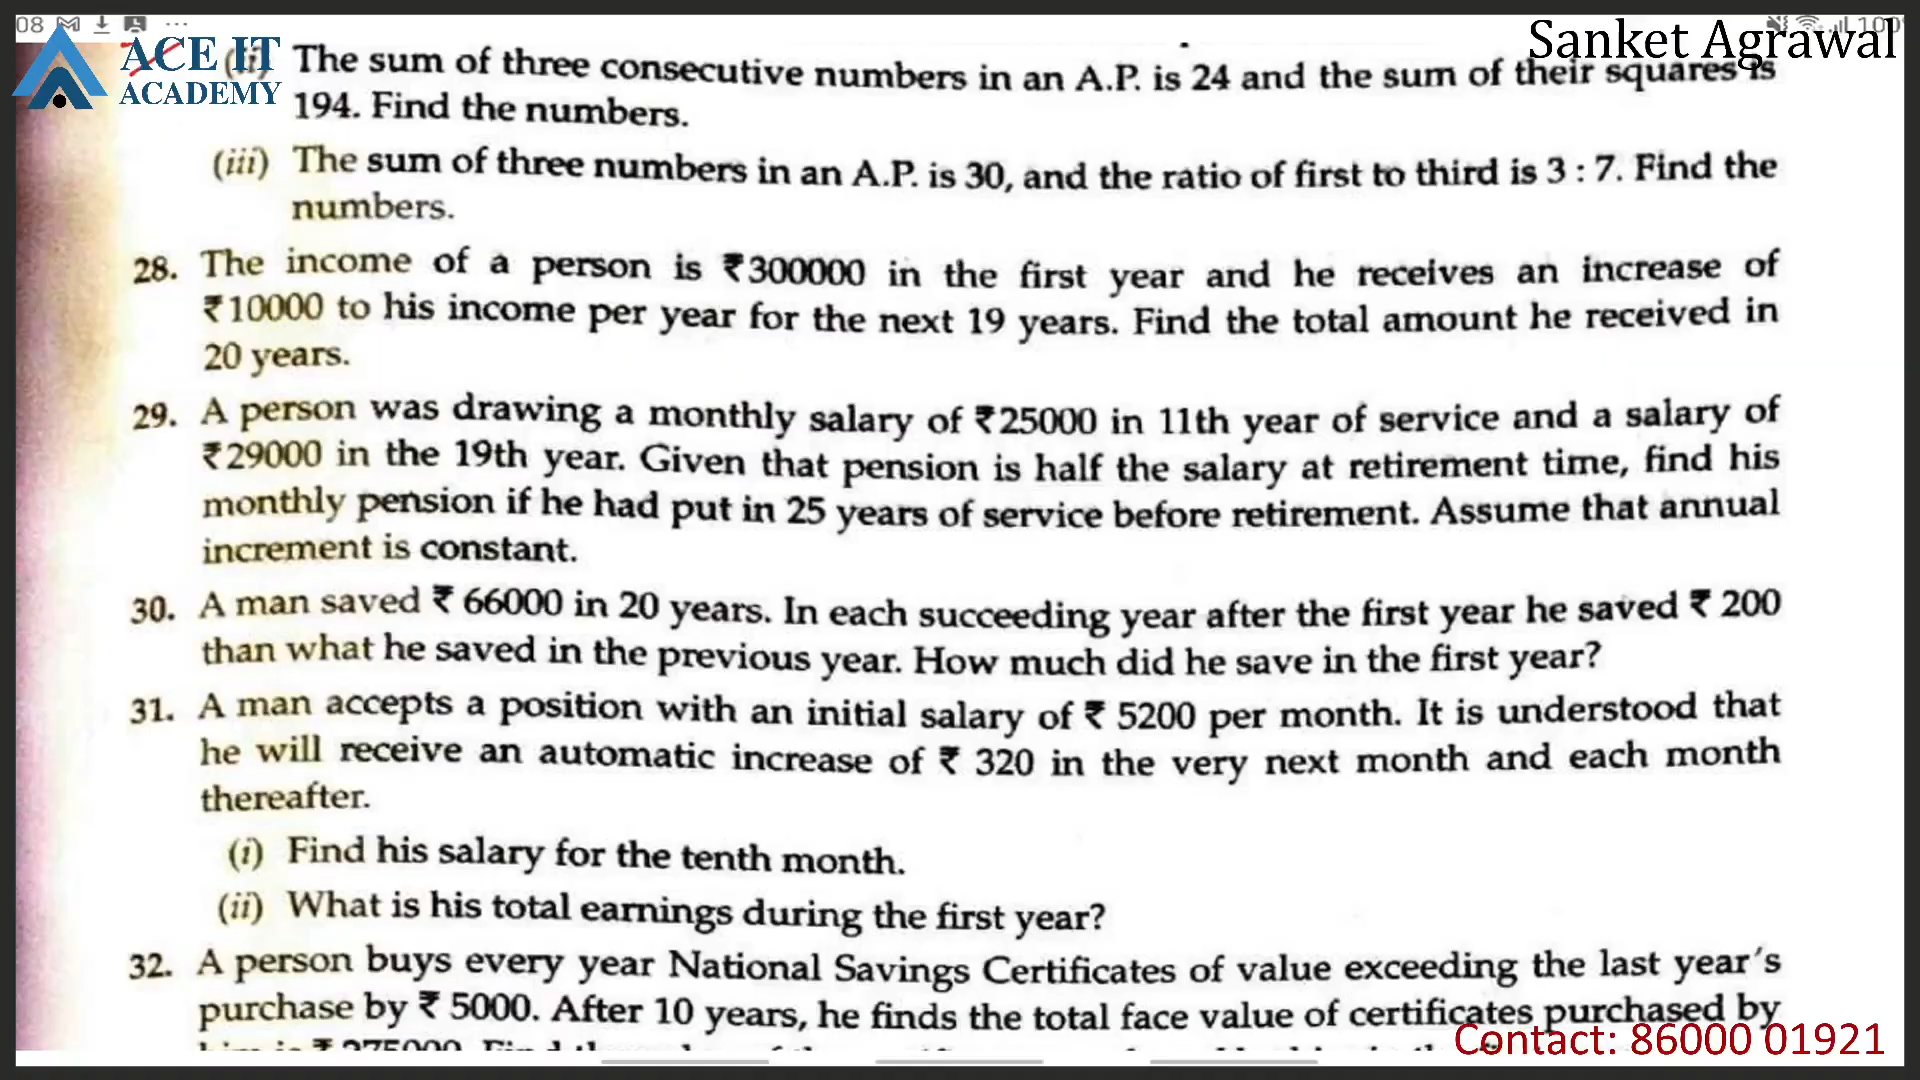 08
100
Sanket Agrawal
ACE IT
ACADEMY
(ii) The sum of three consecutive numbers in an A.P. is 24 and the sum of their squares is
194. Find the numbers.
(iii) The sum of three numbers in an A.P. is 30, and the ratio of first to third is 3 : 7. Find the
numbers.
28. The income of a person is ₹300000 in the first year and he receives an increase of
₹10000 to his income per year for the next 19 years. Find the total amount he received in
20 years.
29. A person was drawing a monthly salary of ₹25000 in 11th year of service and a salary of
₹29000 in the 19th year. Given that pension is half the salary at retirement time, find his
monthly pension if he had put in 25 years of service before retirement. Assume that annual
increment is constant.
30. A man saved ₹ 66000 in 20 years. In each succeeding year after the first year he saved ₹ 200
than what he saved in the previous year. How much did he save in the first year?
31. A man accepts a position with an initial salary of ₹ 5200 per month. It is understood that
he will receive an automatic increase of ₹ 320 in the very next month and each month
thereafter.
(i) Find his salary for the tenth month.
(ii) What is his total earnings during the first year?
32. A person buys every year National Savings Certificates of value exceeding the last year's
purchase by ₹ 5000. After 10 years, he finds the total face value of certificates purchased by
Contact: 86000 01921